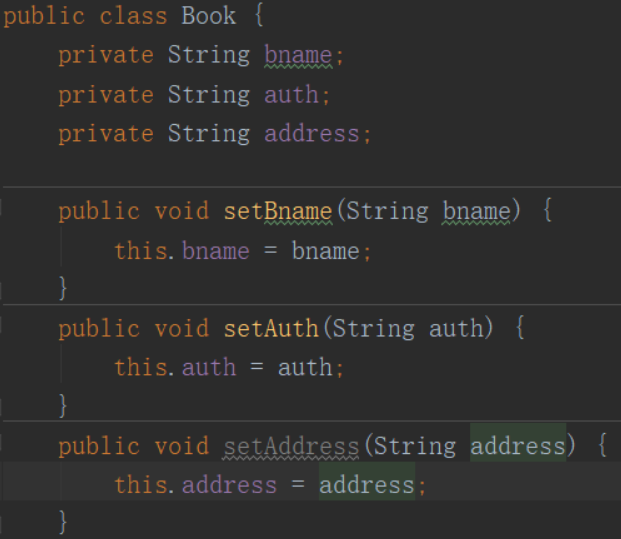 public class Book {
    private String bname;
    private String auth;
    private String address;
    public void setBname(String bname) {
        this.bname = bname;
    }
    public void setAuth(String auth) {
        this.auth = auth;
    }
    public void setAddress(String address) {
        this.address = address;
    }